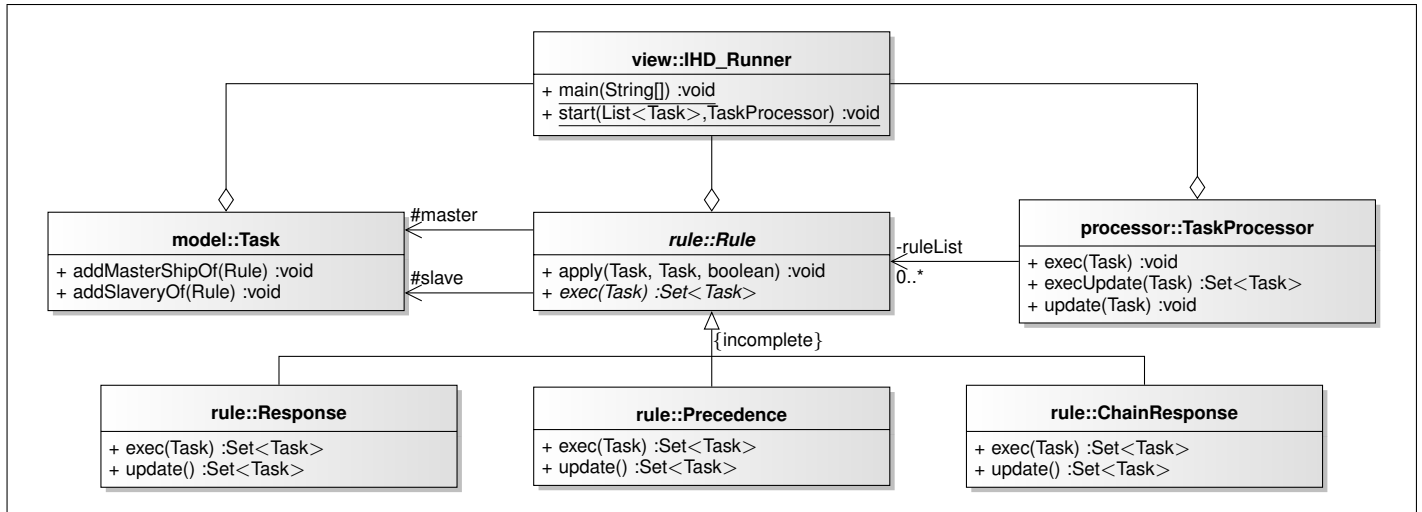 view::IHD_Runner
+ main(String[]) :void
+ start(List<Task>,TaskProcessor) :void
model::Task
+ addMasterShipOf(Rule) :void
+ addSlaveryOf(Rule) :void
#master
#slave
rule::Rule
+ apply(Task, Task, boolean) :void
+ exec(Task) :Set<Task>
-ruleList
0..*
processor::TaskProcessor
+ exec(Task) :void
+ execUpdate(Task) :Set<Task>
+ update(Task) :void
{incomplete}
rule::Response
+ exec(Task) :Set<Task>
+ update() :Set<Task>
rule::Precedence
+ exec(Task) :Set<Task>
+ update() :Set<Task>
rule::ChainResponse
+ exec(Task) :Set<Task>
+ update() :Set<Task>